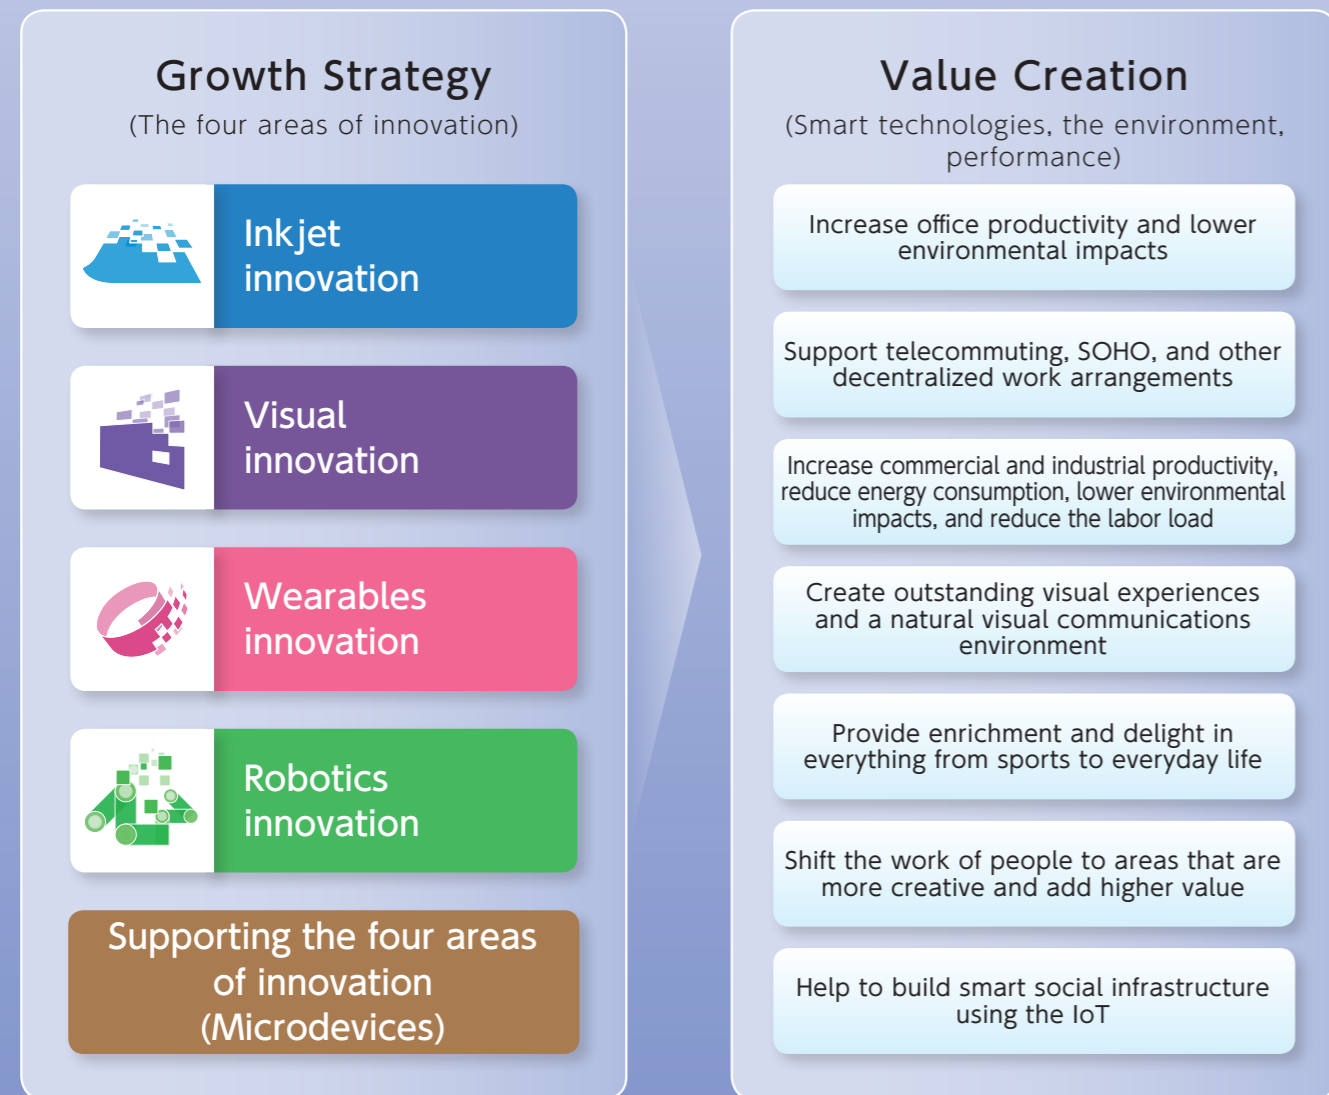 Growth Strategy
(The four areas of innovation)
Inkjet
innovation
Visual
innovation
Wearables
innovation
Robotics
innovation
Supporting the four areas
of innovation
(Microdevices)
Value Creation
(Smart technologies, the environment,
performance)
Increase office productivity and lower
environmental impacts
Support telecommuting, SOHO, and other
decentralized work arrangements
Increase commercial and industrial productivity,
reduce energy consumption, lower environmental
impacts, and reduce the labor load
Create outstanding visual experiences
and a natural visual communications
environment
Provide enrichment and delight in
everything from sports to everyday life
Shift the work of people to areas that are
more creative and add higher value
Help to build smart social infrastructure
using the IoT